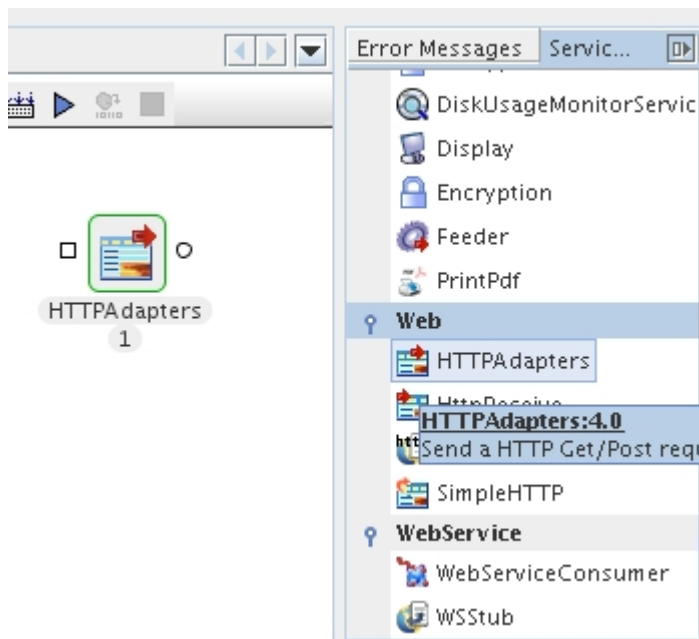 Error Messages Servic...
DiskUsageMonitorServic
Display
Encryption
Feeder
PrintPdf
Web
HTTPAdapters
HTTPAdapters:4.0
Send a HTTP Get/Post requ
SimpleHTTP
WebService
WebServiceConsumer
WSStub
HTTPAdapters
1